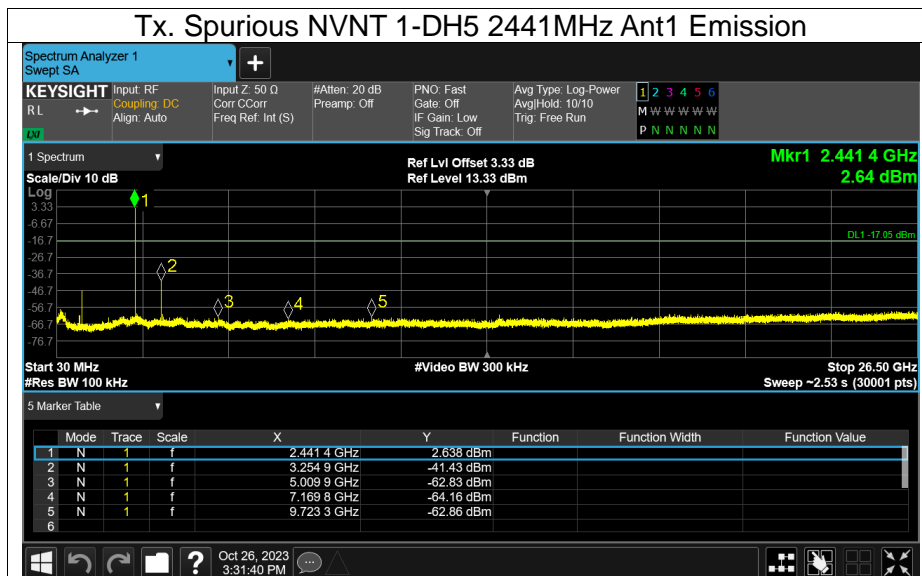 Tx. Spurious NVNT 1-DH5 2441MHz Ant1 Emission
Spectrum Analyzer 1
Swept SA
+
KEYSIGHT Input: RF Input Z: 50 Ω #Atten: 20 dB PNO: Fast Avg Type: Log-Power 1 2 3 4 5 6
RL Coupling: DC Corr CCorr Preamp: Off Gate: Off Avg|Hold: 10/10 M W W W W W
Align: Auto Freq Ref: Int (S) IF Gain: Low Trig: Free Run
LXI Sig Track: Off P N N N N N
1 Spectrum Ref Lvl Offset 3.33 dB Mkr1 2.441 4 GHz
Scale/Div 10 dB Ref Level 13.33 dBm 2.64 dBm
Log
1
3.33
-6.67
-16.7 DL1 -17.05 dBm
-26.7
2
-36.7
-46.7
3 4 5
-56.7
-66.7
-76.7
Start 30 MHz #Video BW 300 kHz Stop 26.50 GHz
#Res BW 100 kHz Sweep ~2.53 s (30001 pts)
5 Marker Table
Mode Trace Scale X Y Function Function Width Function Value
1 N 1 f 2.441 4 GHz 2.638 dBm
2 N 1 f 3.254 9 GHz -41.43 dBm
3 N 1 f 5.009 9 GHz -62.83 dBm
4 N 1 f 7.169 8 GHz -64.16 dBm
5 N 1 f 9.723 3 GHz -62.86 dBm
6
? Oct 26, 2023
3:31:40 PM